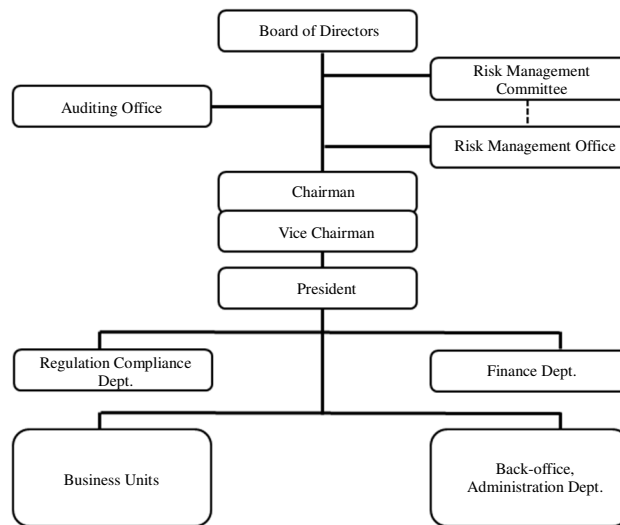 Board of Directors
Risk Management
Committee
Auditing Office
Risk Management Office
Chairman
Vice Chairman
President
Regulation Compliance
Dept.
Finance Dept.
Business Units
Back-office,
Administration Dept.